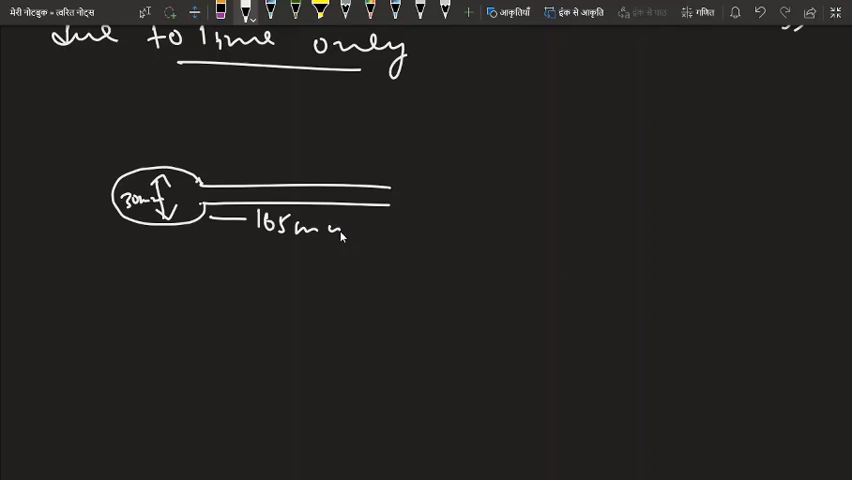 मेरी नोटबुक – त्वरित नोट्स आकृतियाँ इंक से आकृति इंक से पाठ गणित
due to time only
30mm
165mm